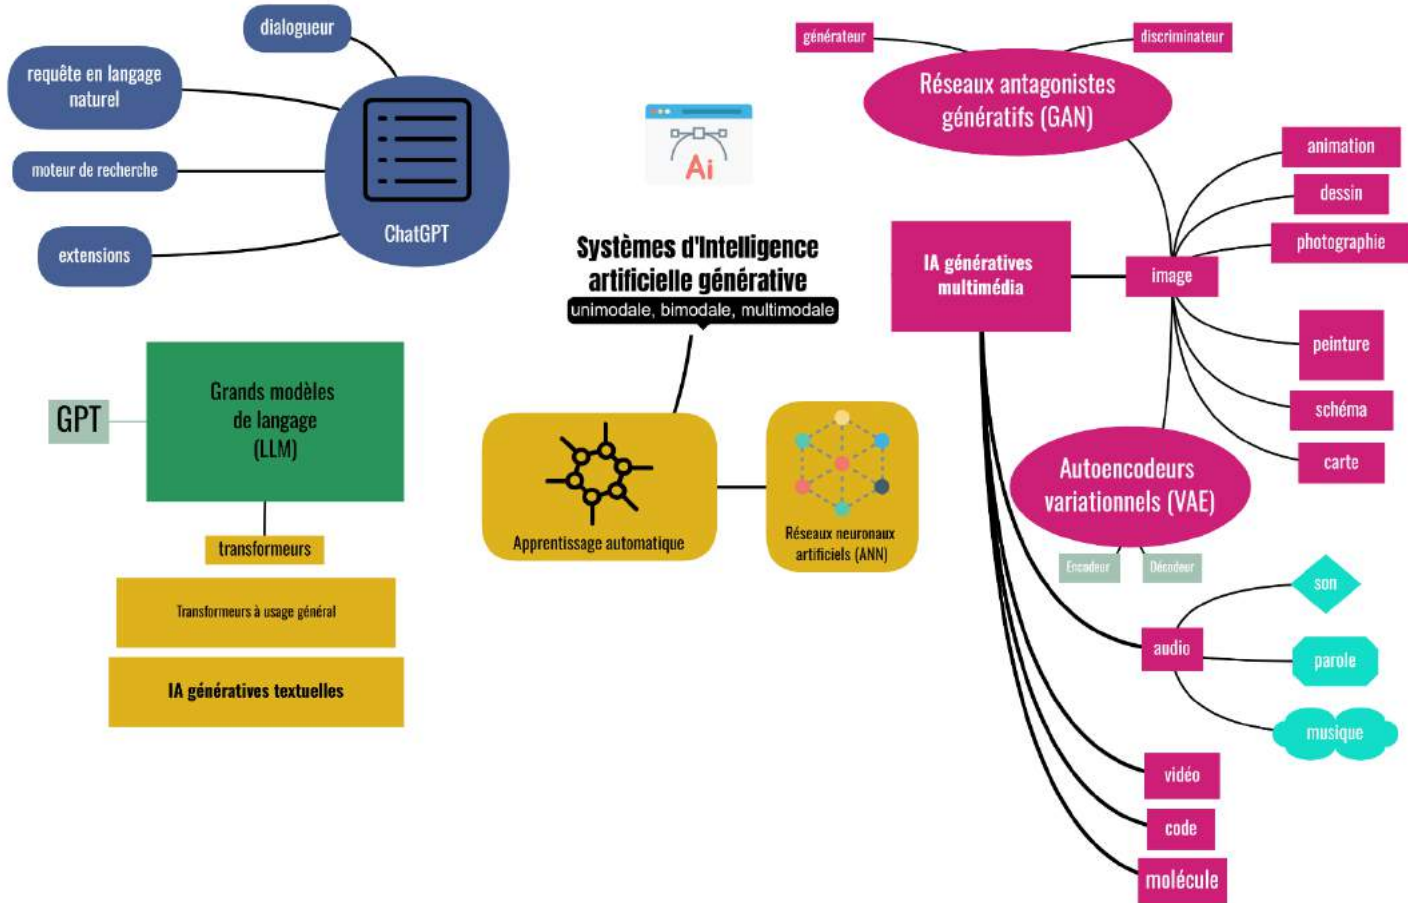 dialogueur
requête en langage
naturel
moteur de recherche
extensions
ChatGPT
GPT
Grands modèles
de langage
(LLM)
transformeurs
Transformeurs à usage général
IA génératives textuelles
Ai
Systèmes d'Intelligence
artificielle générative
unimodale, bimodale, multimodale
Apprentissage automatique
Réseaux neuronaux
artificiels (ANN)
générateur
discriminateur
Réseaux antagonistes
génératifs (GAN)
IA génératives
multimédia
image
animation
dessin
photographie
peinture
schéma
carte
Autoencodeurs
variationnels (VAE)
Encodeur
Décodeur
audio
son
parole
musique
vidéo
code
molécule